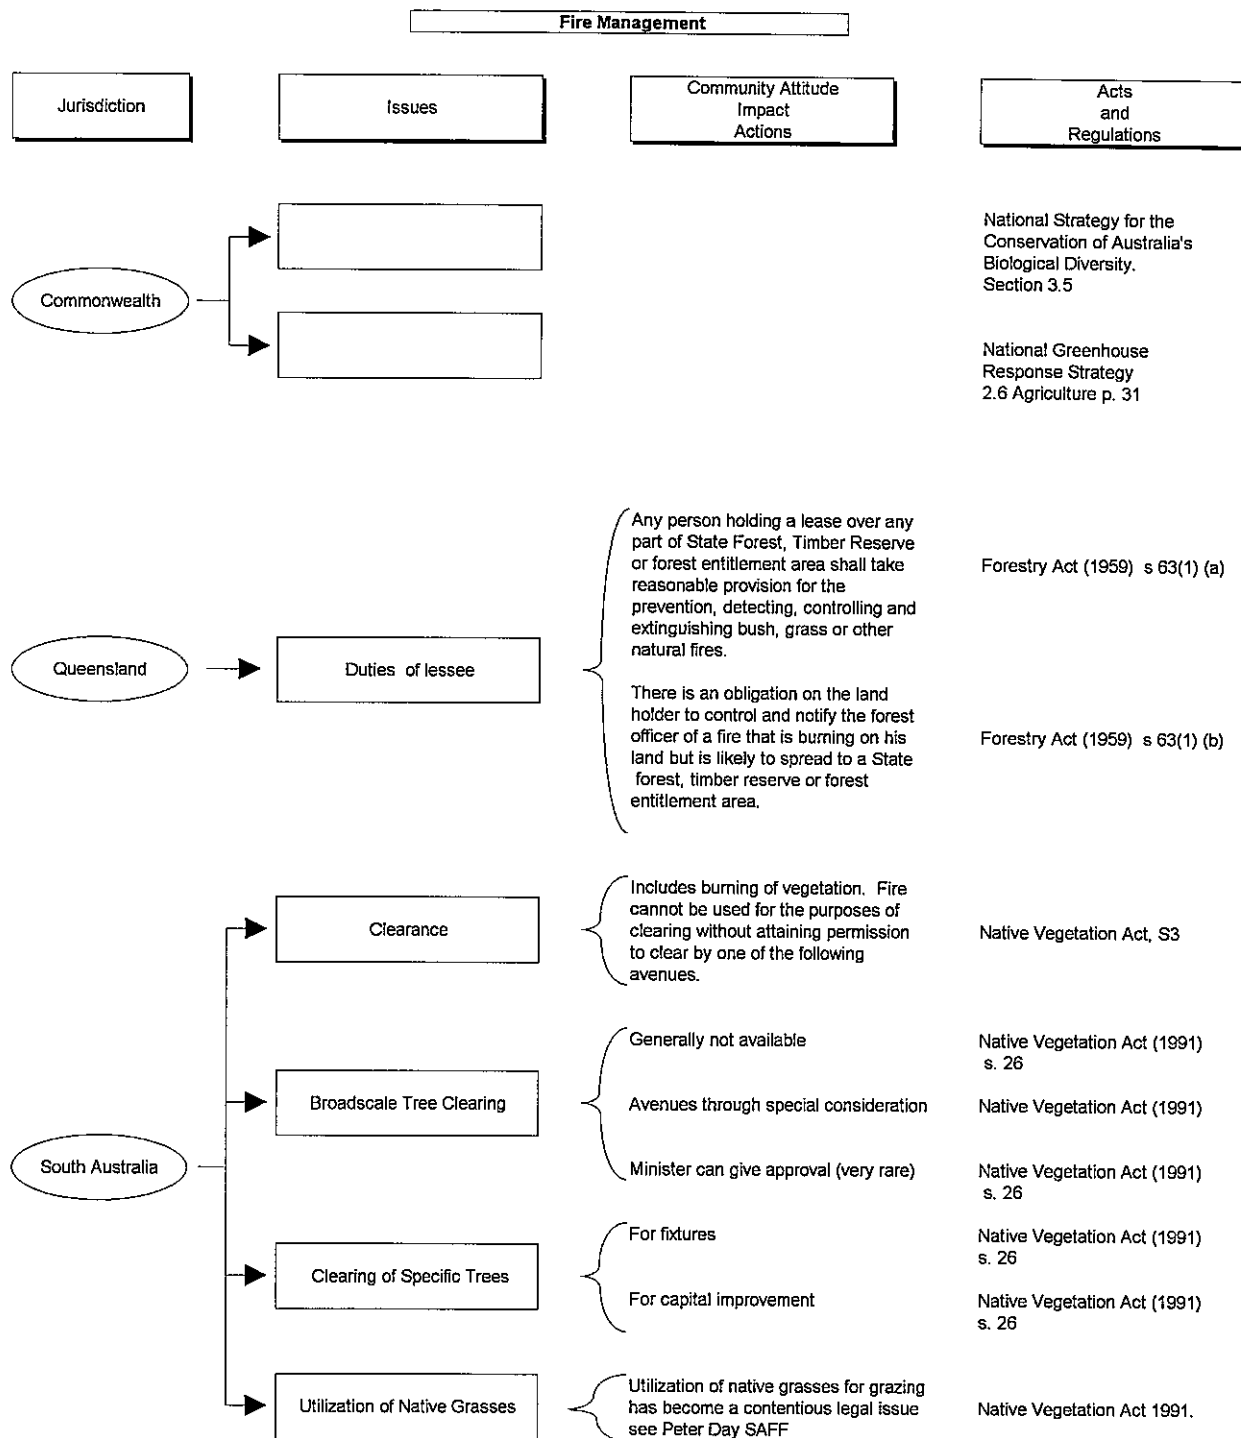 Fire Management
Jurisdiction
Issues
Community Attitude
Impact
Actions
Acts
and
Regulations
Commonwealth
National Strategy for the
Conservation of Australia's
Biological Diversity.
Section 3.5
National Greenhouse
Response Strategy
2.6 Agriculture p. 31
Queensland
Duties of lessee
Any person holding a lease over any
part of State Forest, Timber Reserve
or forest entitlement area shall take
reasonable provision for the
prevention, detecting, controlling and
extinguishing bush, grass or other
natural fires.
Forestry Act (1959) s 63(1) (a)
There is an obligation on the land
holder to control and notify the forest
officer of a fire that is burning on his
land but is likely to spread to a State
forest, timber reserve or forest
entitlement area.
Forestry Act (1959) s 63(1) (b)
South Australia
Clearance
Includes burning of vegetation. Fire
cannot be used for the purposes of
clearing without attaining permission
to clear by one of the following
avenues.
Native Vegetation Act, S3
Broadscale Tree Clearing
Generally not available
Native Vegetation Act (1991)
s. 26
Avenues through special consideration
Native Vegetation Act (1991)
Minister can give approval (very rare)
Native Vegetation Act (1991)
s. 26
Clearing of Specific Trees
For fixtures
Native Vegetation Act (1991)
s. 26
For capital improvement
Native Vegetation Act (1991)
s. 26
Utilization of Native Grasses
Utilization of native grasses for grazing
has become a contentious legal issue
see Peter Day SAFF
Native Vegetation Act 1991.